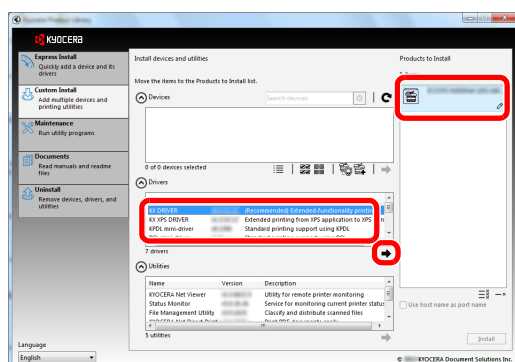 KYOCERA
Express Install
Quickly add a device and its
drivers
Custom Install
Add multiple devices and
printing utilities
Maintenance
Run utility programs
Documents
Read manuals and readme
files
Uninstall
Remove devices, drivers, and
utilities
Language
English
Install devices and utilities
Move the items to the Products to Install list.
Devices
Search devices
0 of 0 devices selected
Drivers
KX DRIVER (Recommended) Extended-functionality printin
KX XPS DRIVER Extended printing from XPS application to XPS
KPDL mini-driver Standard printing support using KPDL
7 drivers
Utilities
Name Version Description
KYOCERA Net Viewer Utility for remote printer monitoring
Status Monitor Service for monitoring current printer status
File Management Utility Classify and distribute scanned files
5 utilities
Products to Install
Use host name as port name
Install
© KYOCERA Document Solutions Inc.